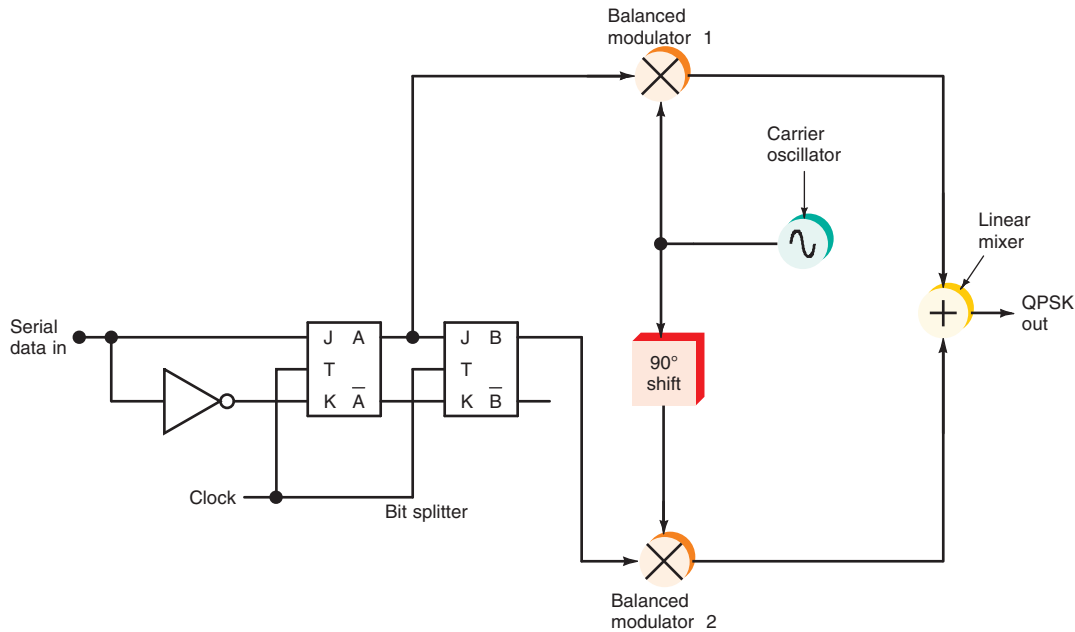 Balanced
modulator 1
Carrier
oscillator
Linear
mixer
QPSK
out
Serial
data in
J A
T
K A̅
J B
T
K B̅
90°
shift
Clock
Bit splitter
Balanced
modulator 2